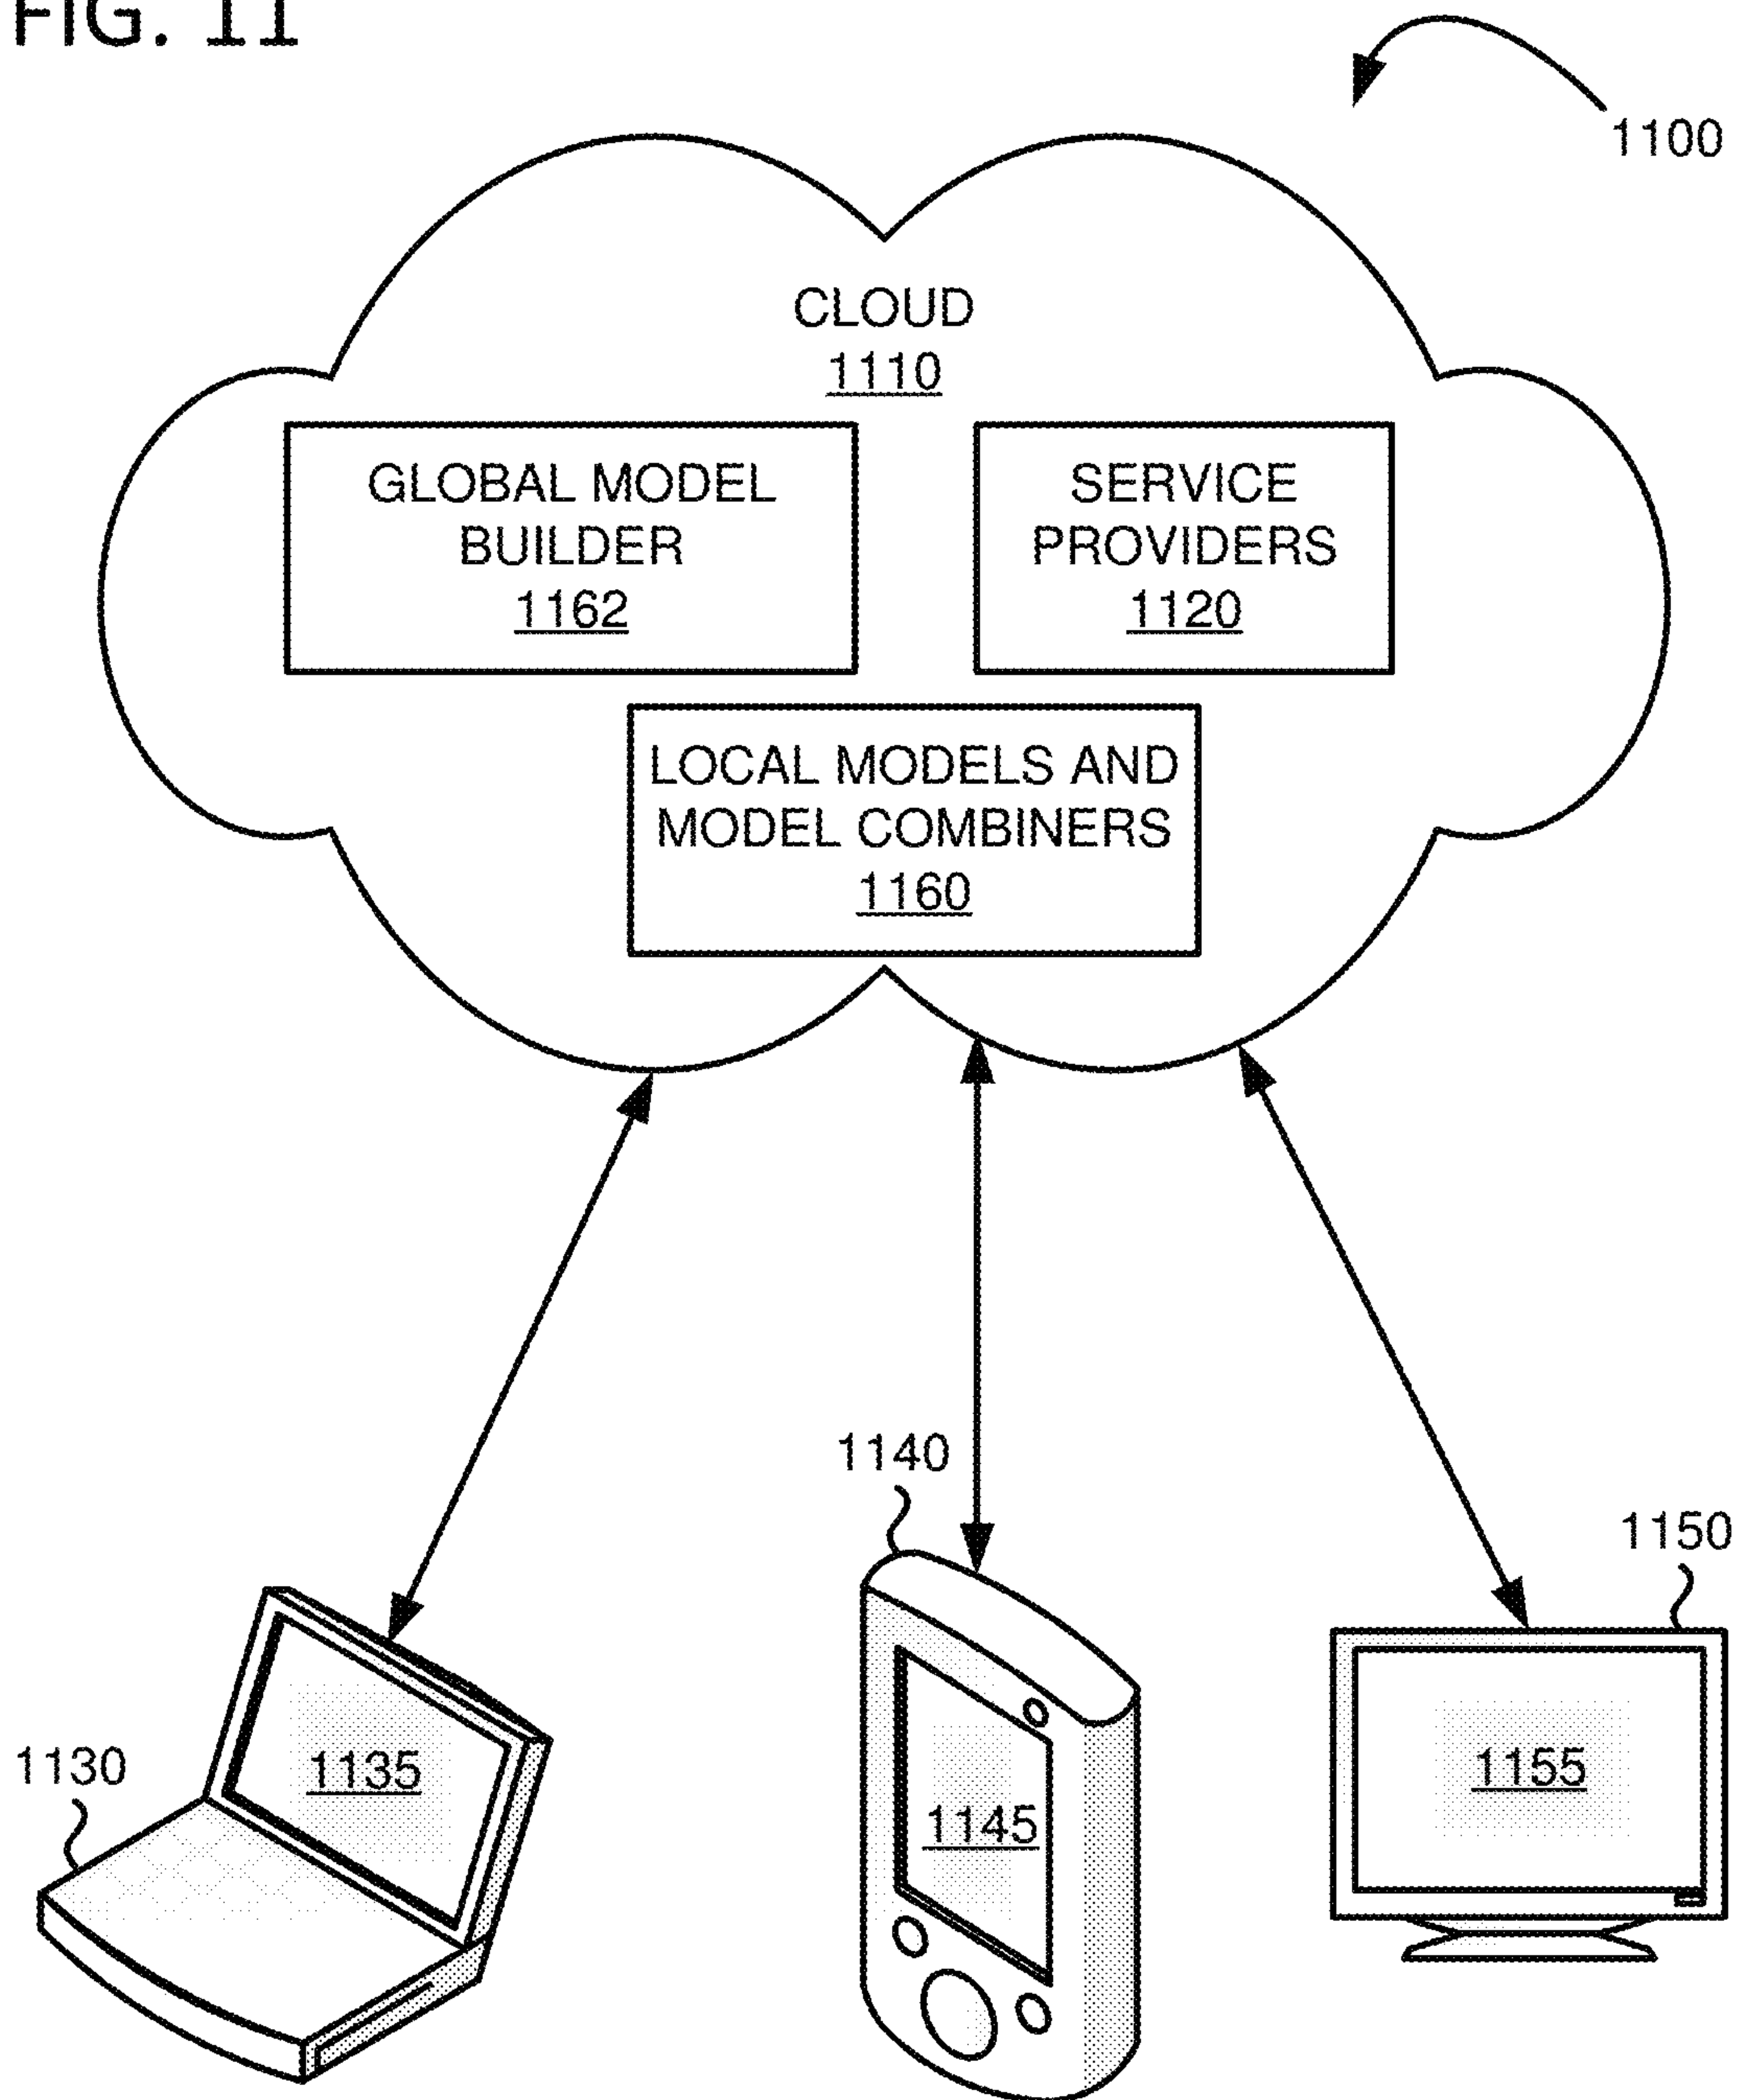 FIG. 11
1100
CLOUD
1110
GLOBAL MODEL
BUILDER
1162
SERVICE
PROVIDERS
1120
LOCAL MODELS AND
MODEL COMBINERS
1160
1140
1150
1130
1135
1145
1155